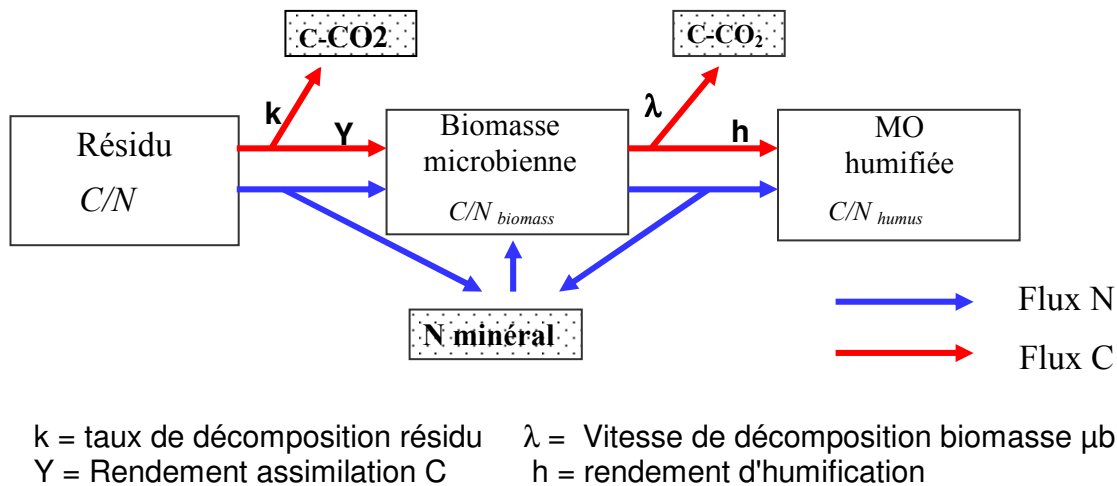 C-CO2
C-CO₂
k
Y
λ
h
Résidu
C/N
Biomasse
microbienne
C/N biomass
MO
humifiée
C/N humus
N minéral
Flux N
Flux C
k = taux de décomposition résidu λ = Vitesse de décomposition biomasse µb
Y = Rendement assimilation C h = rendement d'humification